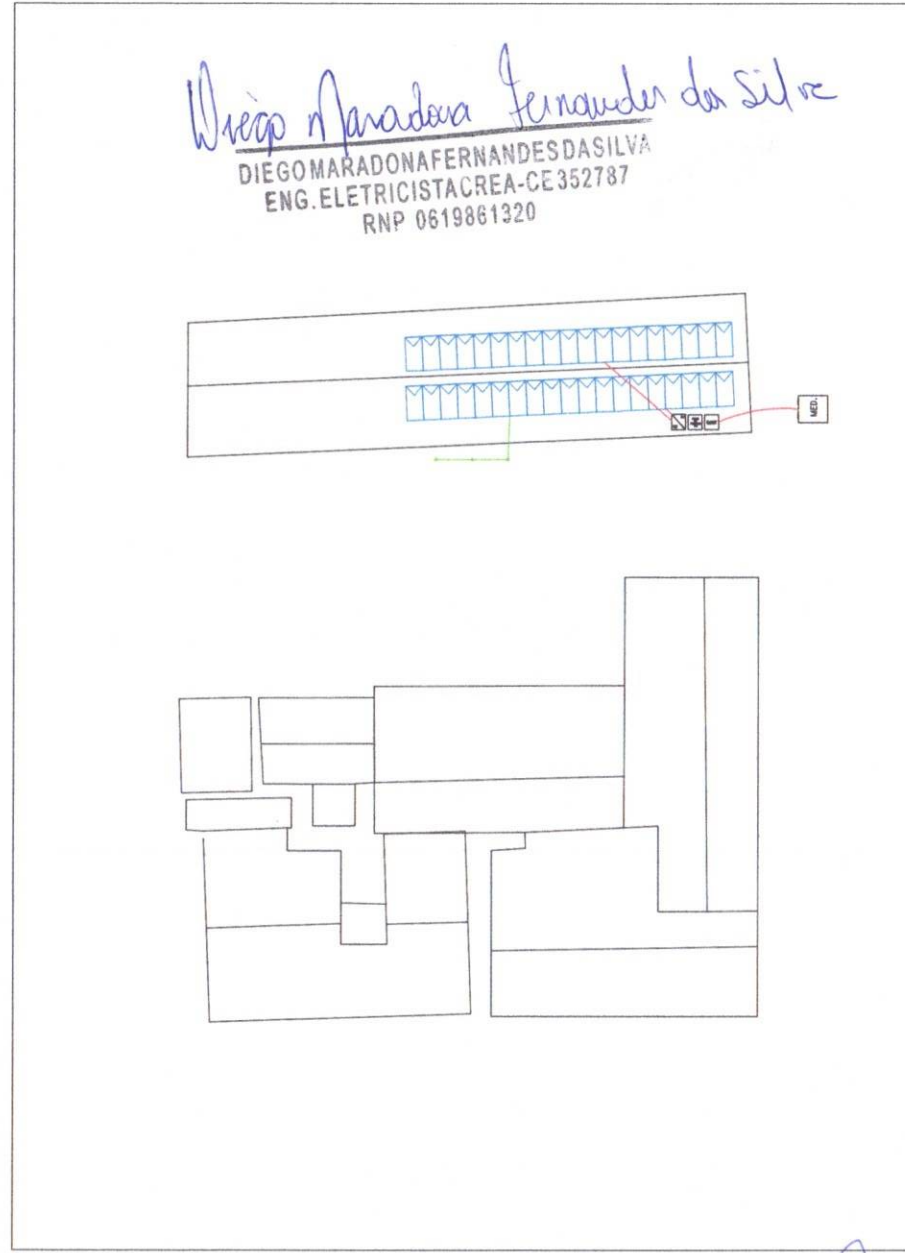 Diego Maradona Fernandes da Silva
DIEGOMARADONAFERNANDESDASILVA
ENG.ELETRICISTACREA-CE352787
RNP 0619861320
MED.